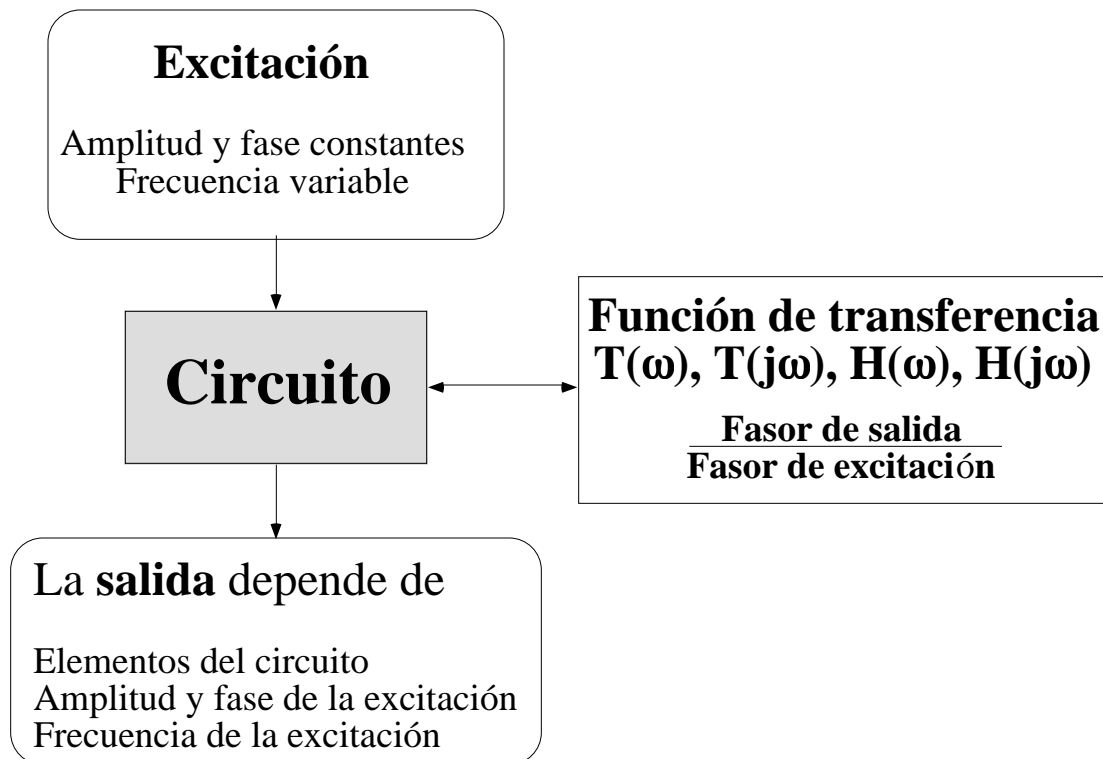 Excitación
Amplitud y fase constantes
Frecuencia variable
Circuito
Función de transferencia
T(ω), T(jω), H(ω), H(jω)
Fasor de salida
Fasor de excitación
La salida depende de
Elementos del circuito
Amplitud y fase de la excitación
Frecuencia de la excitación